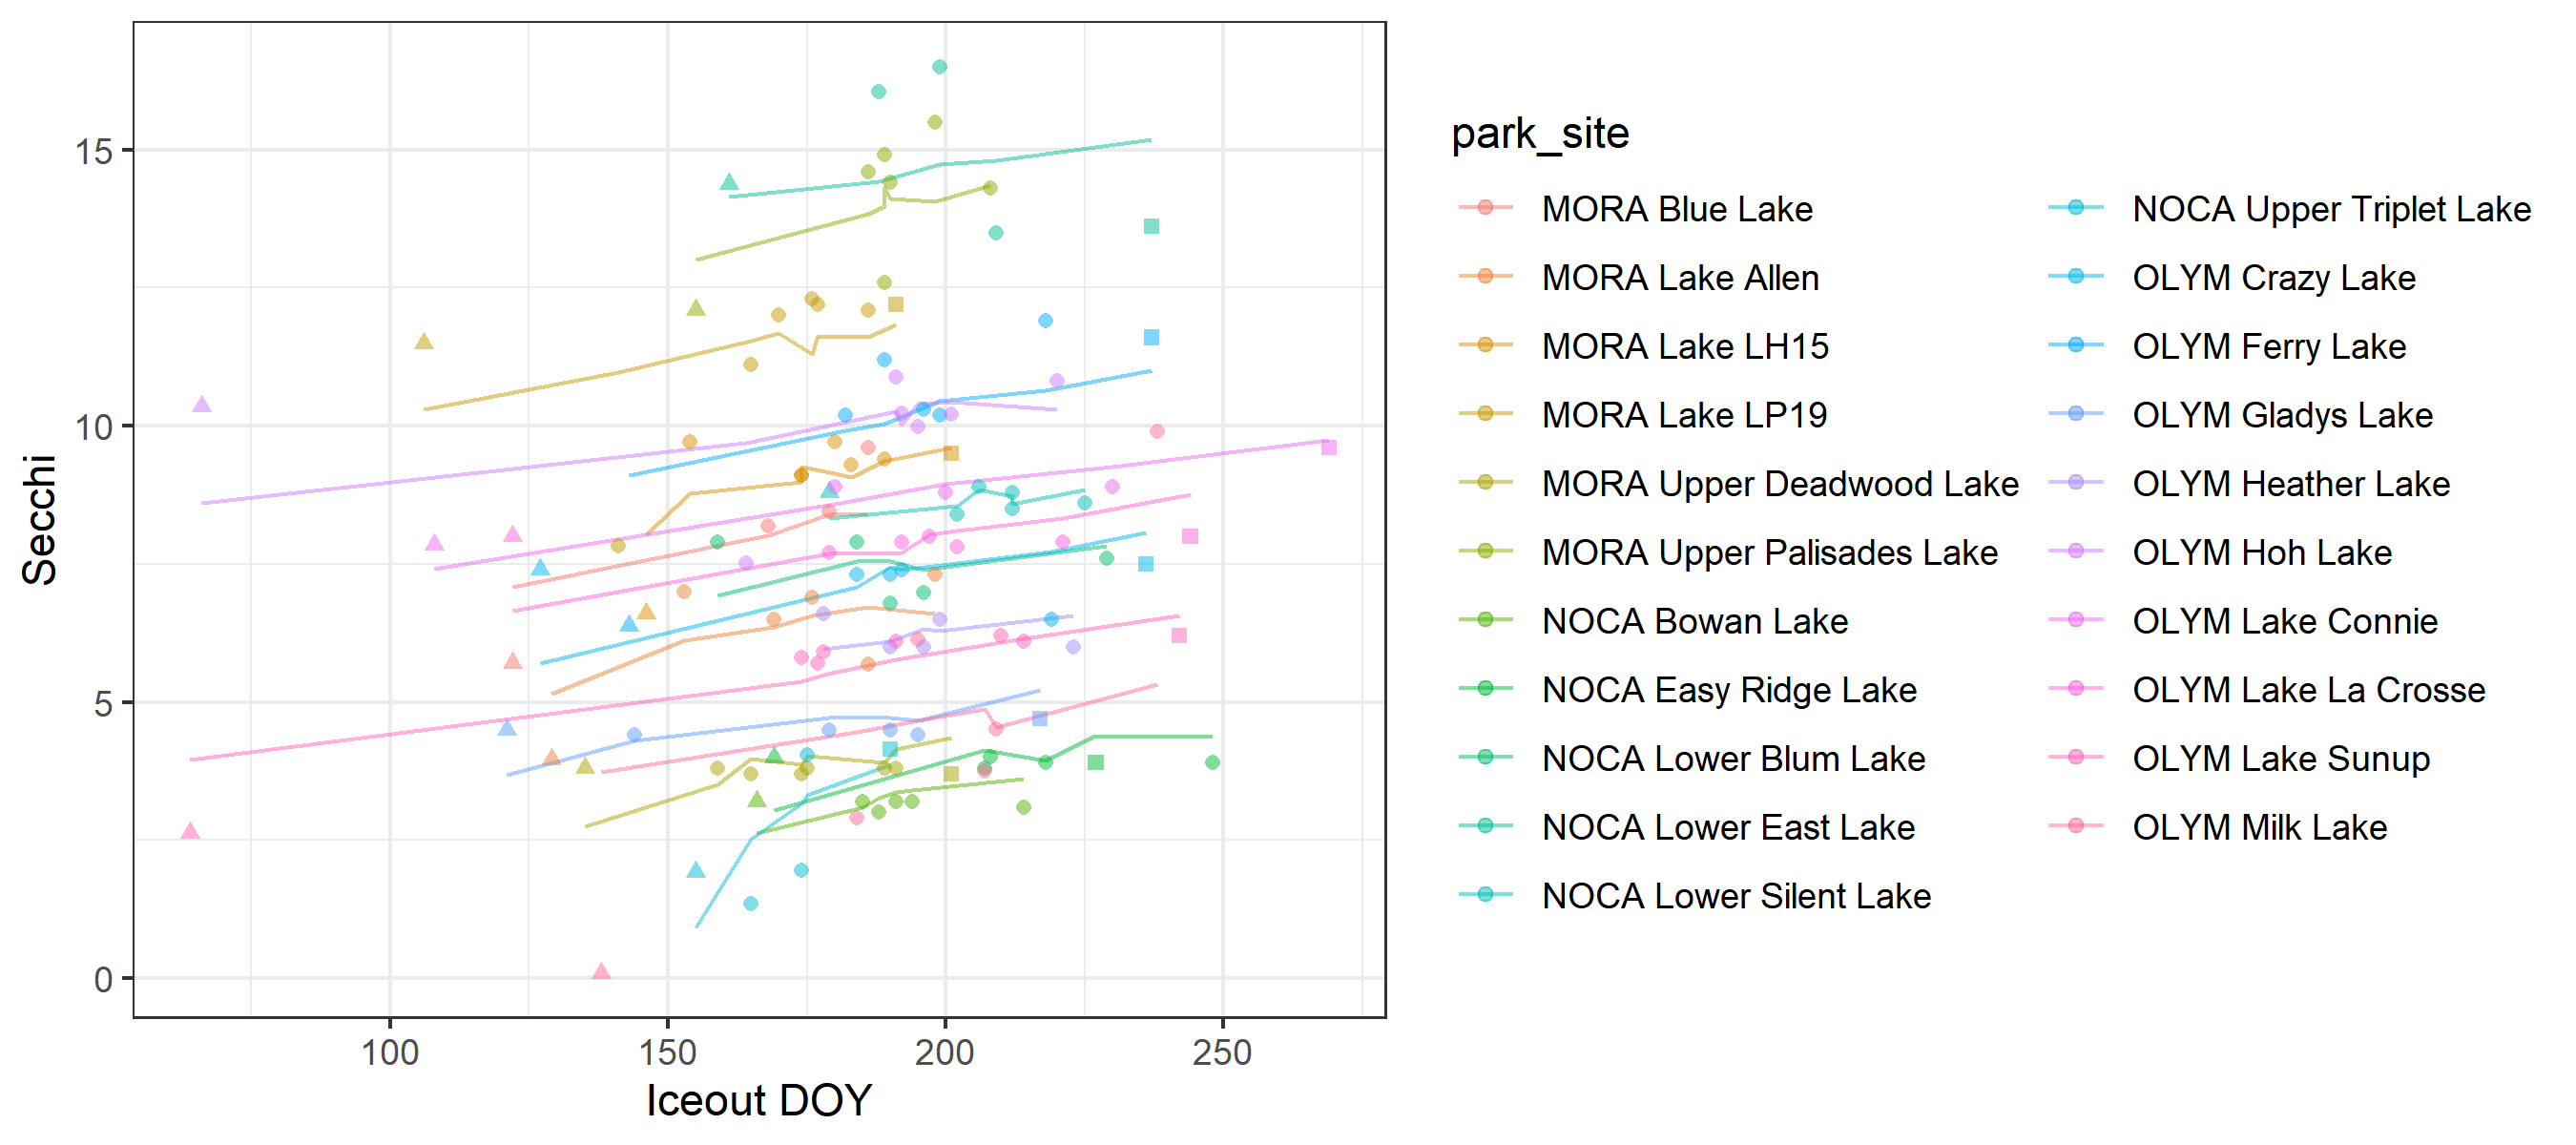 Secchi
15
10
5
0
100
150
200
250
Iceout DOY
park_site
MORA Blue Lake
MORA Lake Allen
MORA Lake LH15
MORA Lake LP19
MORA Upper Deadwood Lake
MORA Upper Palisades Lake
NOCA Bowan Lake
NOCA Easy Ridge Lake
NOCA Lower Blum Lake
NOCA Lower East Lake
NOCA Lower Silent Lake
NOCA Upper Triplet Lake
OLYM Crazy Lake
OLYM Ferry Lake
OLYM Gladys Lake
OLYM Heather Lake
OLYM Hoh Lake
OLYM Lake Connie
OLYM Lake La Crosse
OLYM Lake Sunup
OLYM Milk Lake